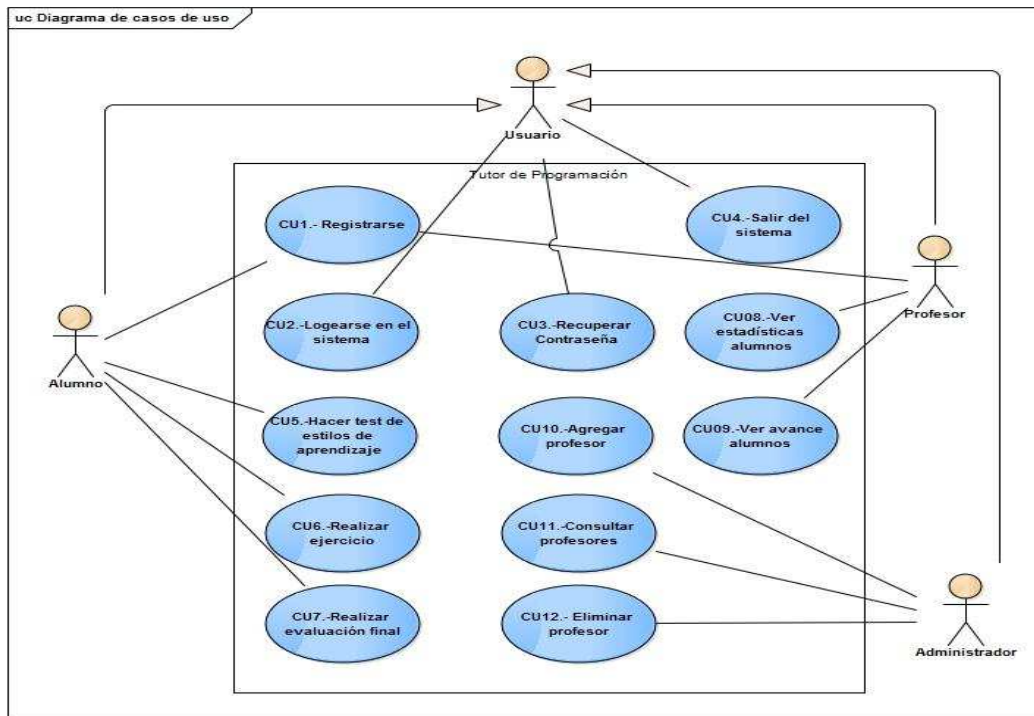 uc Diagrama de casos de uso
Usuario
Tutor de Programación
CU1.- Registrarse
CU4.-Salir del
sistema
Profesor
CU2.-Logearse en el
sistema
CU3.-Recuperar
Contraseña
CU08.-Ver
estadísticas
alumnos
Alumno
CU5.-Hacer test de
estilos de
aprendizaje
CU10.-Agregar
profesor
CU09.-Ver avance
alumnos
CU6.-Realizar
ejercicio
CU11.-Consultar
profesores
CU7.-Realizar
evaluación final
CU12.- Eliminar
profesor
Administrador